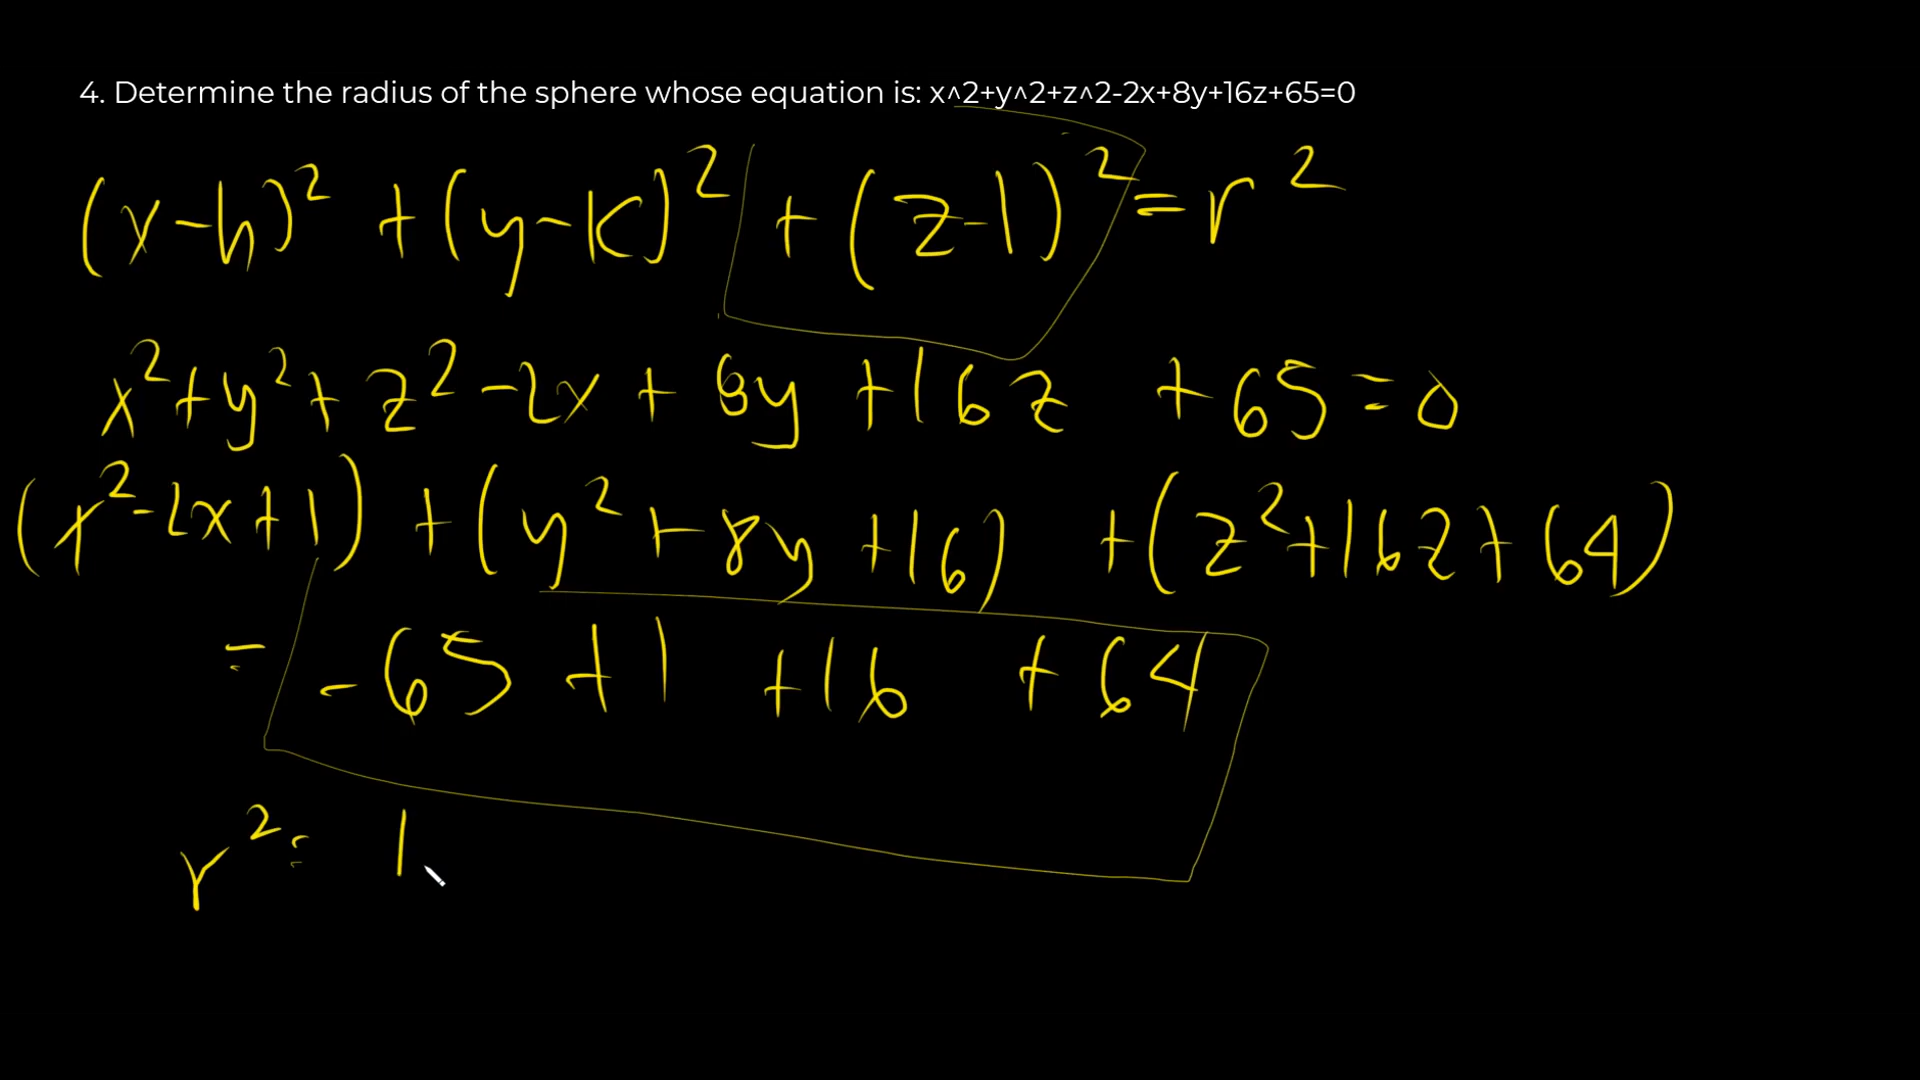 4. Determine the radius of the sphere whose equation is: x^2+y^2+z^2-2x+8y+16z+65=0
(x-h)² + (y-k)² + (z-l)² = r²
x² + y² + z² - 2x + 8y + 16z + 65 = 0
(x² - 2x + 1) + (y² + 8y + 16) + (z² + 16z + 64)
= -65 + 1 + 16 + 64
r² = 1